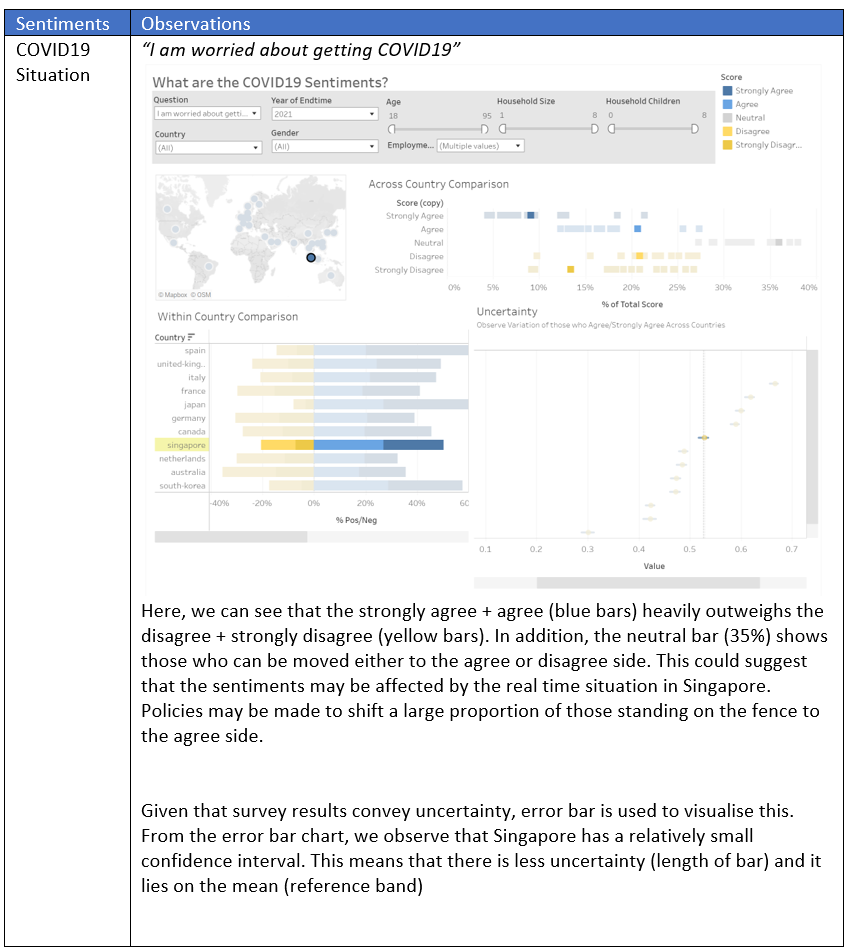 Sentiments
Observations
COVID19
Situation
“I am worried about getting COVID19”
What are the COVID19 Sentiments?
Question
Year of Endtime
Age
Household Size
Household Children
I am worried about getti...
2021
18
95
1
8
0
8
Country
Gender
(All)
(All)
Employme...
(Multiple values)
Score
Strongly Agree
Agree
Neutral
Disagree
Strongly Disagr...
© Mapbox © OSM
Across Country Comparison
Score (copy)
Strongly Agree
Agree
Neutral
Disagree
Strongly Disagree
0%
5%
10%
15%
20%
25%
30%
35%
40%
% of Total Score
Within Country Comparison
Country
spain
united-king..
italy
france
japan
germany
canada
singapore
netherlands
australia
south-korea
-40%
-20%
0%
20%
40%
60
% Pos/Neg
Uncertainty
Observe Variation of those who Agree/Strongly Agree Across Countries
0.1
0.2
0.3
0.4
0.5
0.6
0.7
Value
Here, we can see that the strongly agree + agree (blue bars) heavily outweighs the
disagree + strongly disagree (yellow bars). In addition, the neutral bar (35%) shows
those who can be moved either to the agree or disagree side. This could suggest
that the sentiments may be affected by the real time situation in Singapore.
Policies may be made to shift a large proportion of those standing on the fence to
the agree side.
Given that survey results convey uncertainty, error bar is used to visualise this.
From the error bar chart, we observe that Singapore has a relatively small
confidence interval. This means that there is less uncertainty (length of bar) and it
lies on the mean (reference band)